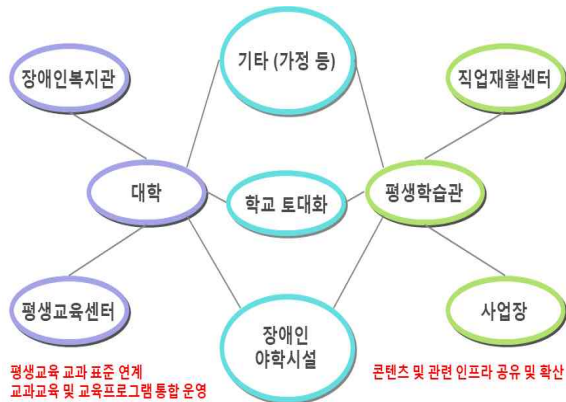 기타 (가정 등)
장애인복지관
직업재활센터
대학
학교 토대화
평생학습관
평생교육센터
장애인
야학시설
사업장
평생교육 교과 표준 연계
교과교육 및 교육프로그램 통합 운영
콘텐츠 및 관련 인프라 공유 및 확산